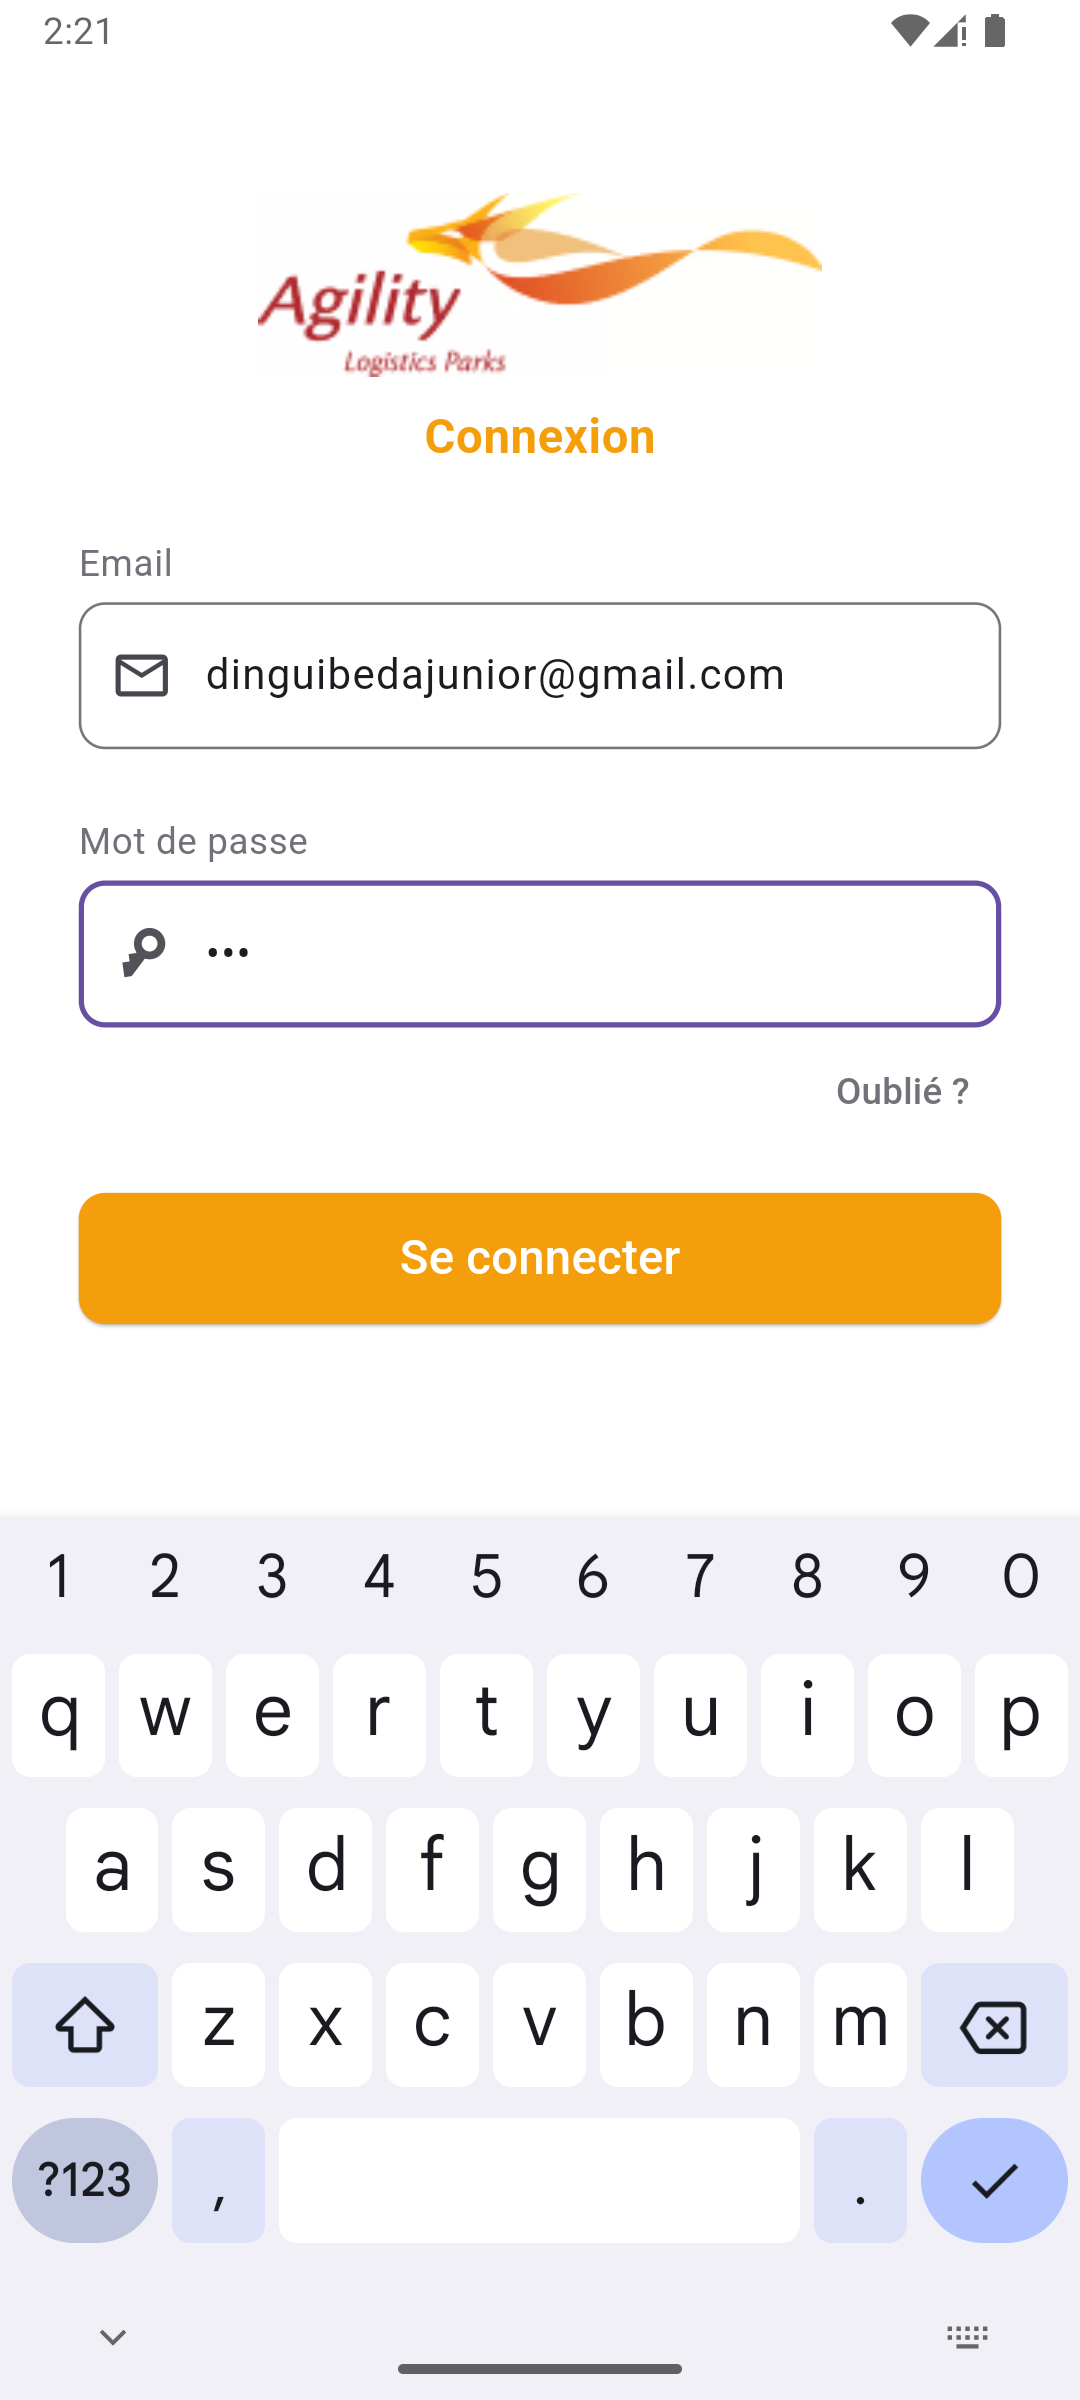 2:21
Agility
Logistics Parks
Connexion
Email
dinguibedajunior@gmail.com
Mot de passe
•••
Oublié ?
Se connecter
1 2 3 4 5 6 7 8 9 0
q w e r t y u i o p
a s d f g h j k l
z x c v b n m
?123 , .